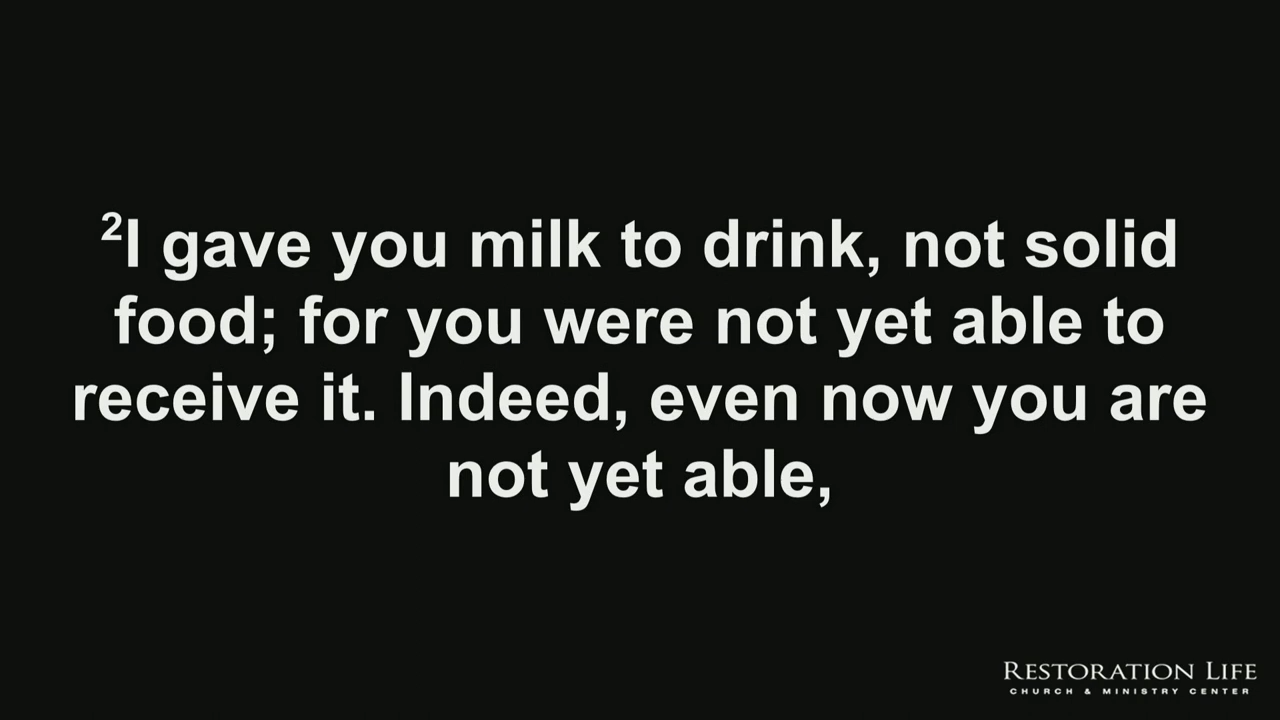 ²I gave you milk to drink, not solid
food; for you were not yet able to
receive it. Indeed, even now you are
not yet able,
RESTORATION LIFE
CHURCH & MINISTRY CENTER